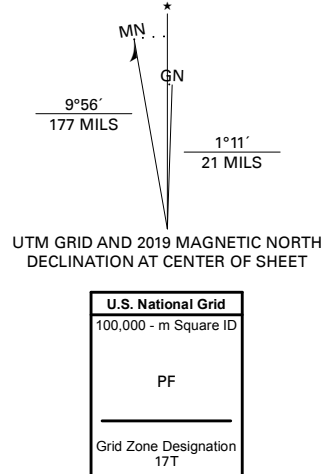 ★
MN
GN
9°56´
177 MILS
1°11´
21 MILS
UTM GRID AND 2019 MAGNETIC NORTH
DECLINATION AT CENTER OF SHEET
U.S. National Grid
100,000 - m Square ID
PF
Grid Zone Designation
17T